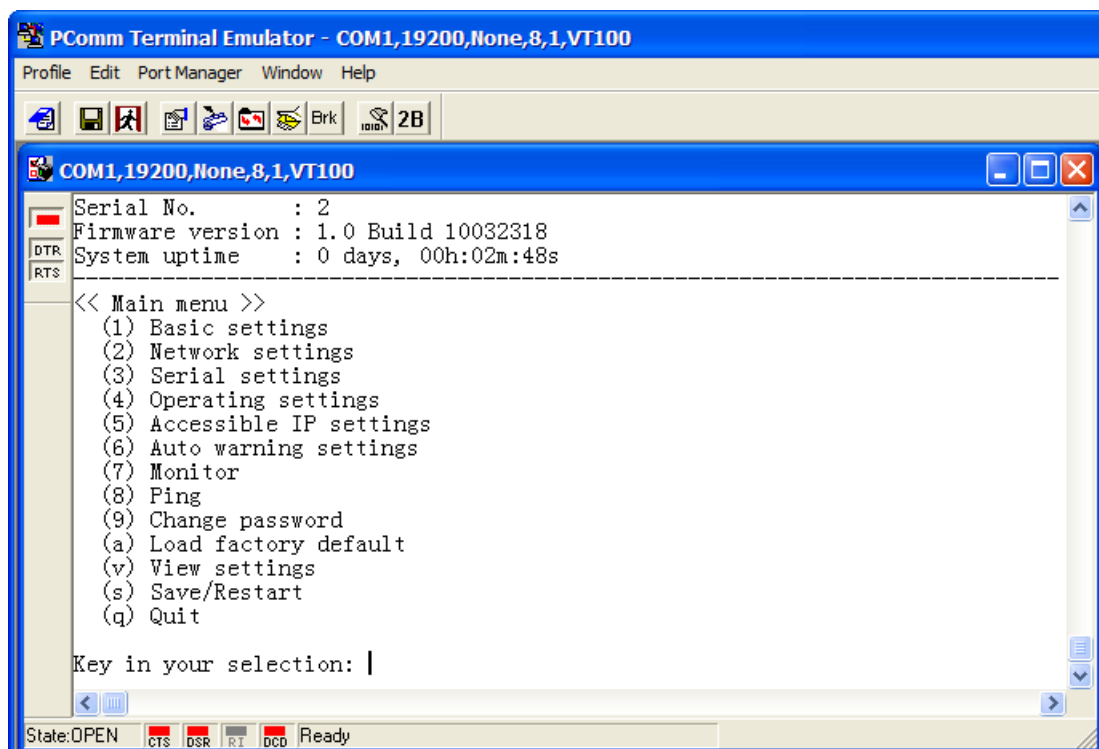 PComm Terminal Emulator - COM1,19200,None,8,1,VT100
Profile Edit Port Manager Window Help
Brk 2B
COM1,19200,None,8,1,VT100
DTR
RTS
Serial No. : 2
Firmware version : 1.0 Build 10032318
System uptime : 0 days, 00h:02m:48s
--------------------------------------------------------------------------------
<< Main menu >>
(1) Basic settings
(2) Network settings
(3) Serial settings
(4) Operating settings
(5) Accessible IP settings
(6) Auto warning settings
(7) Monitor
(8) Ping
(9) Change password
(a) Load factory default
(v) View settings
(s) Save/Restart
(q) Quit
Key in your selection:
State:OPEN CTS DSR RI DCD Ready